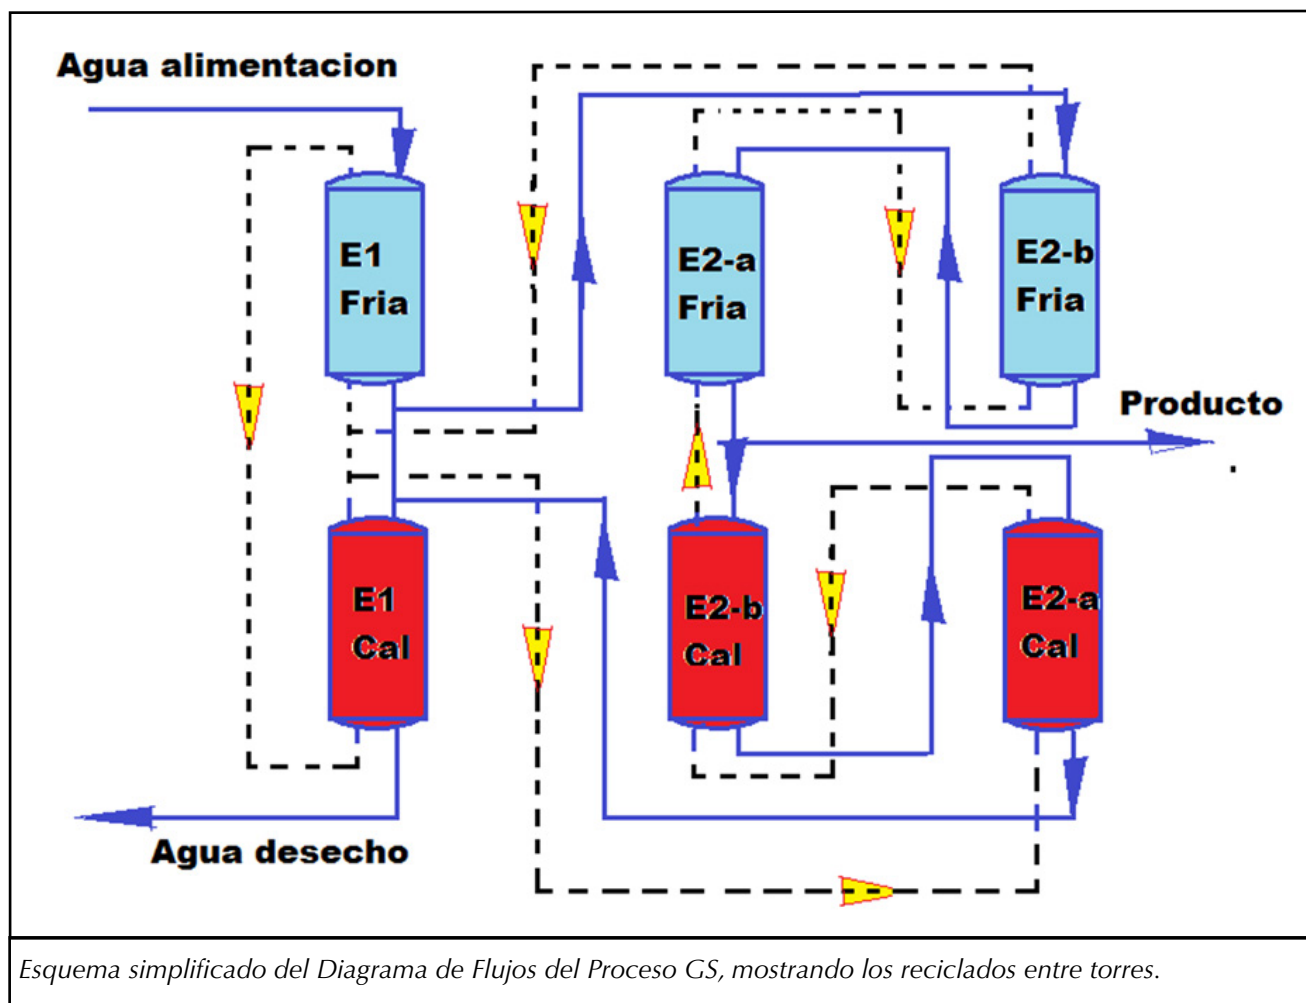 Agua alimentacion
E1
Fria
E2-a
Fria
E2-b
Fria
Producto
E1
Cal
E2-b
Cal
E2-a
Cal
Agua desecho
Esquema simplificado del Diagrama de Flujos del Proceso GS, mostrando los reciclados entre torres.